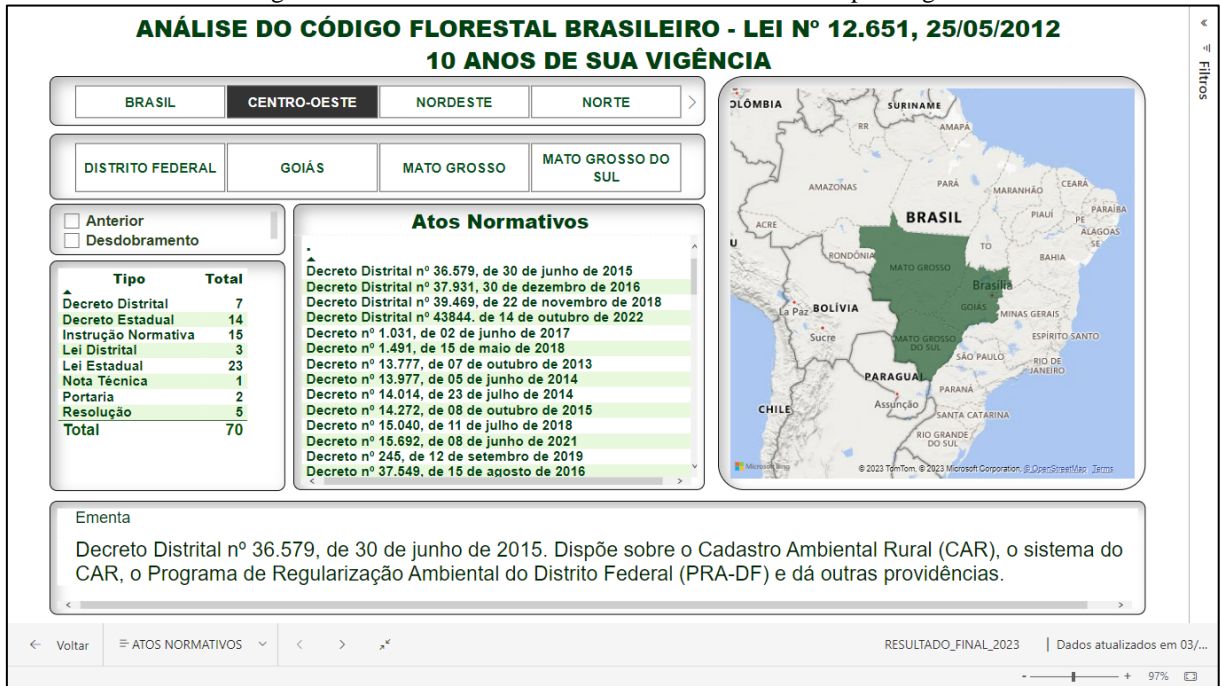 ANÁLISE DO CÓDIGO FLORESTAL BRASILEIRO - LEI Nº 12.651, 25/05/2012
10 ANOS DE SUA VIGÊNCIA
Filtros
BRASIL
CENTRO-OESTE
NORDESTE
NORTE
DISTRITO FEDERAL
GOIÁS
MATO GROSSO
MATO GROSSO DO
SUL
Anterior
Desdobramento
Tipo Total
Decreto Distrital 7
Decreto Estadual 14
Instrução Normativa 15
Lei Distrital 3
Lei Estadual 23
Nota Técnica 1
Portaria 2
Resolução 5
Total 70
Atos Normativos
.
Decreto Distrital nº 36.579, de 30 de junho de 2015
Decreto Distrital nº 37.931, 30 de dezembro de 2016
Decreto Distrital nº 39.469, de 22 de novembro de 2018
Decreto Distrital nº 43844. de 14 de outubro de 2022
Decreto nº 1.031, de 02 de junho de 2017
Decreto nº 1.491, de 15 de maio de 2018
Decreto nº 13.777, de 07 de outubro de 2013
Decreto nº 13.977, de 05 de junho de 2014
Decreto nº 14.014, de 23 de julho de 2014
Decreto nº 14.272, de 08 de outubro de 2015
Decreto nº 15.040, de 11 de julho de 2018
Decreto nº 15.692, de 08 de junho de 2021
Decreto nº 245, de 12 de setembro de 2019
Decreto nº 37.549, de 15 de agosto de 2016
OLÔMBIA
SURINAME
RR
AMAPÁ
AMAZONAS
PARÁ
MARANHÃO
CEARÁ
PARAÍBA
PIAUÍ
PE
ALAGOAS
SE
ACRE
BRASIL
TO
BAHIA
U
RONDÔNIA
MATO GROSSO
Brasília
GOIÁS
La Paz
BOLÍVIA
MINAS GERAIS
Sucre
MATO GROSSO
DO SUL
ESPÍRITO SANTO
SÃO PAULO
RIO DE
JANEIRO
PARAGUAI
PARANÁ
CHILE
Assunção
SANTA CATARINA
RIO GRANDE
DO SUL
Microsoft Bing
© 2023 TomTom, © 2023 Microsoft Corporation, © OpenStreetMap Terms
Ementa
Decreto Distrital nº 36.579, de 30 de junho de 2015. Dispõe sobre o Cadastro Ambiental Rural (CAR), o sistema do
CAR, o Programa de Regularização Ambiental do Distrito Federal (PRA-DF) e dá outras providências.
Voltar
ATOS NORMATIVOS
RESULTADO_FINAL_2023 | Dados atualizados em 03/...
- + 97%